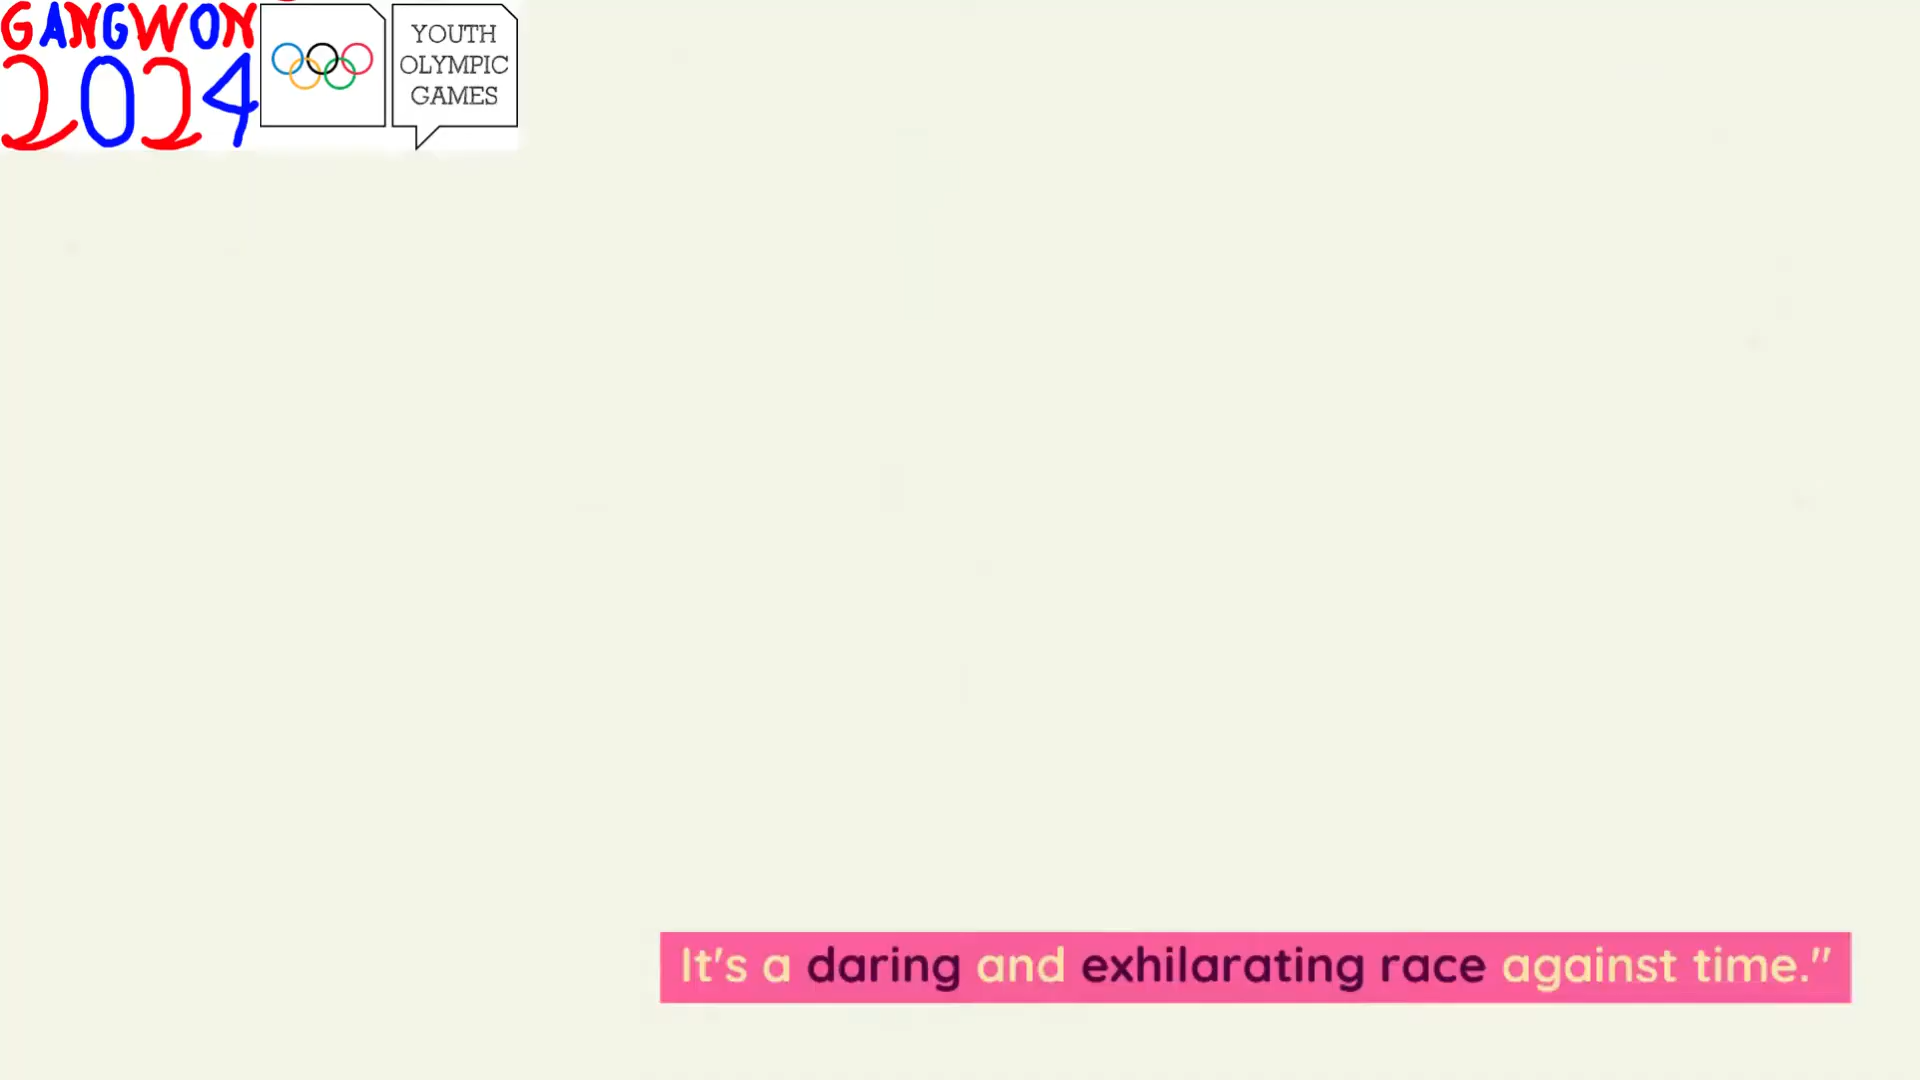 GANGWON
2024
YOUTH
OLYMPIC
GAMES
It's a daring and exhilarating race against time."